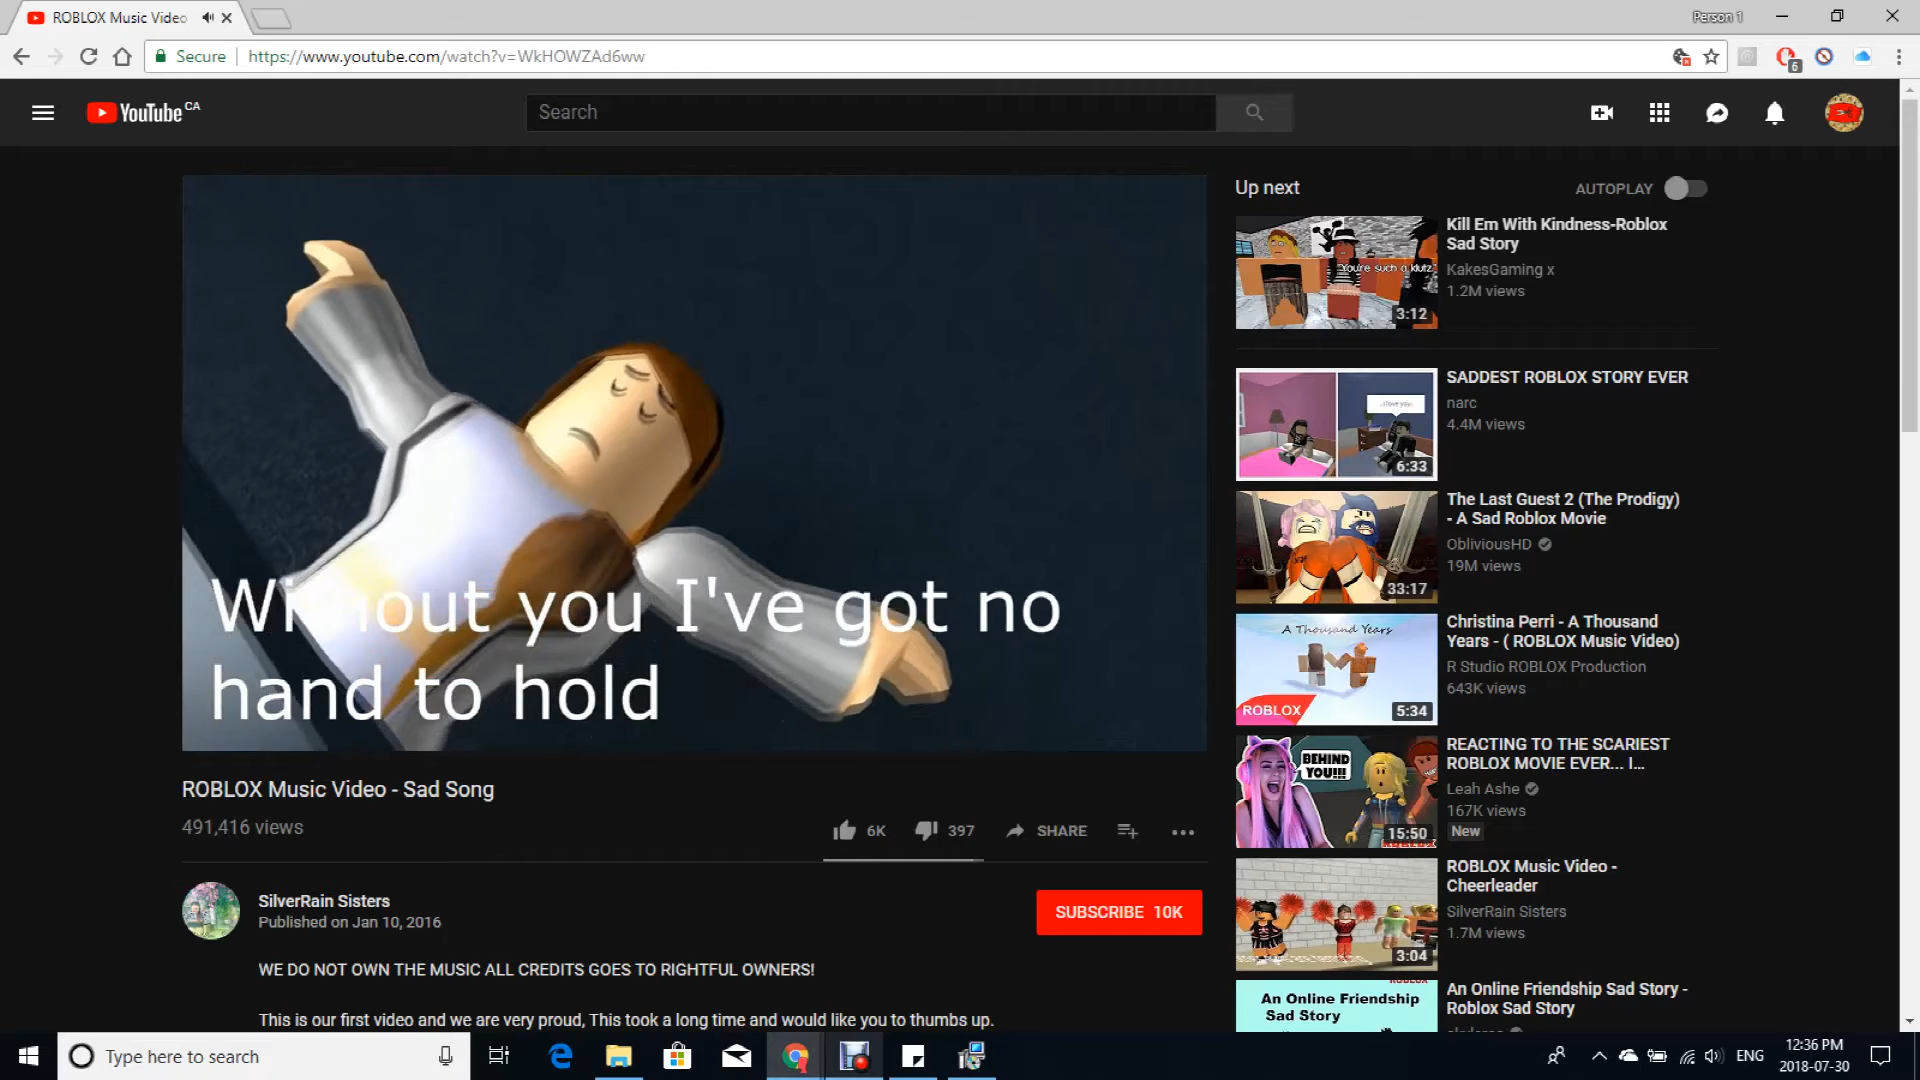 ROBLOX Music Video
Person 1
Secure
https://www.youtube.com/watch?v=WkHOWZAd6ww
6
YouTube CA
Search
Without you I've got no
hand to hold
ROBLOX Music Video - Sad Song
491,416 views
6K
397
SHARE
SilverRain Sisters
Published on Jan 10, 2016
SUBSCRIBE 10K
WE DO NOT OWN THE MUSIC ALL CREDITS GOES TO RIGHTFUL OWNERS!
This is our first video and we are very proud, This took a long time and would like you to thumbs up.
Up next
AUTOPLAY
"You're such a klutz"
3:12
Kill Em With Kindness-Roblox
Sad Story
KakesGaming x
1.2M views
6:33
SADDEST ROBLOX STORY EVER
narc
4.4M views
33:17
The Last Guest 2 (The Prodigy)
- A Sad Roblox Movie
ObliviousHD
19M views
A Thousand Years
ROBLOX
5:34
Christina Perri - A Thousand
Years - ( ROBLOX Music Video)
R Studio ROBLOX Production
643K views
BEHIND
YOU!!!
15:50
REACTING TO THE SCARIEST
ROBLOX MOVIE EVER... I...
Leah Ashe
167K views
New
3:04
ROBLOX Music Video -
Cheerleader
SilverRain Sisters
1.7M views
An Online Friendship
Sad Story
An Online Friendship Sad Story -
Roblox Sad Story
Type here to search
ENG
12:36 PM
2018-07-30